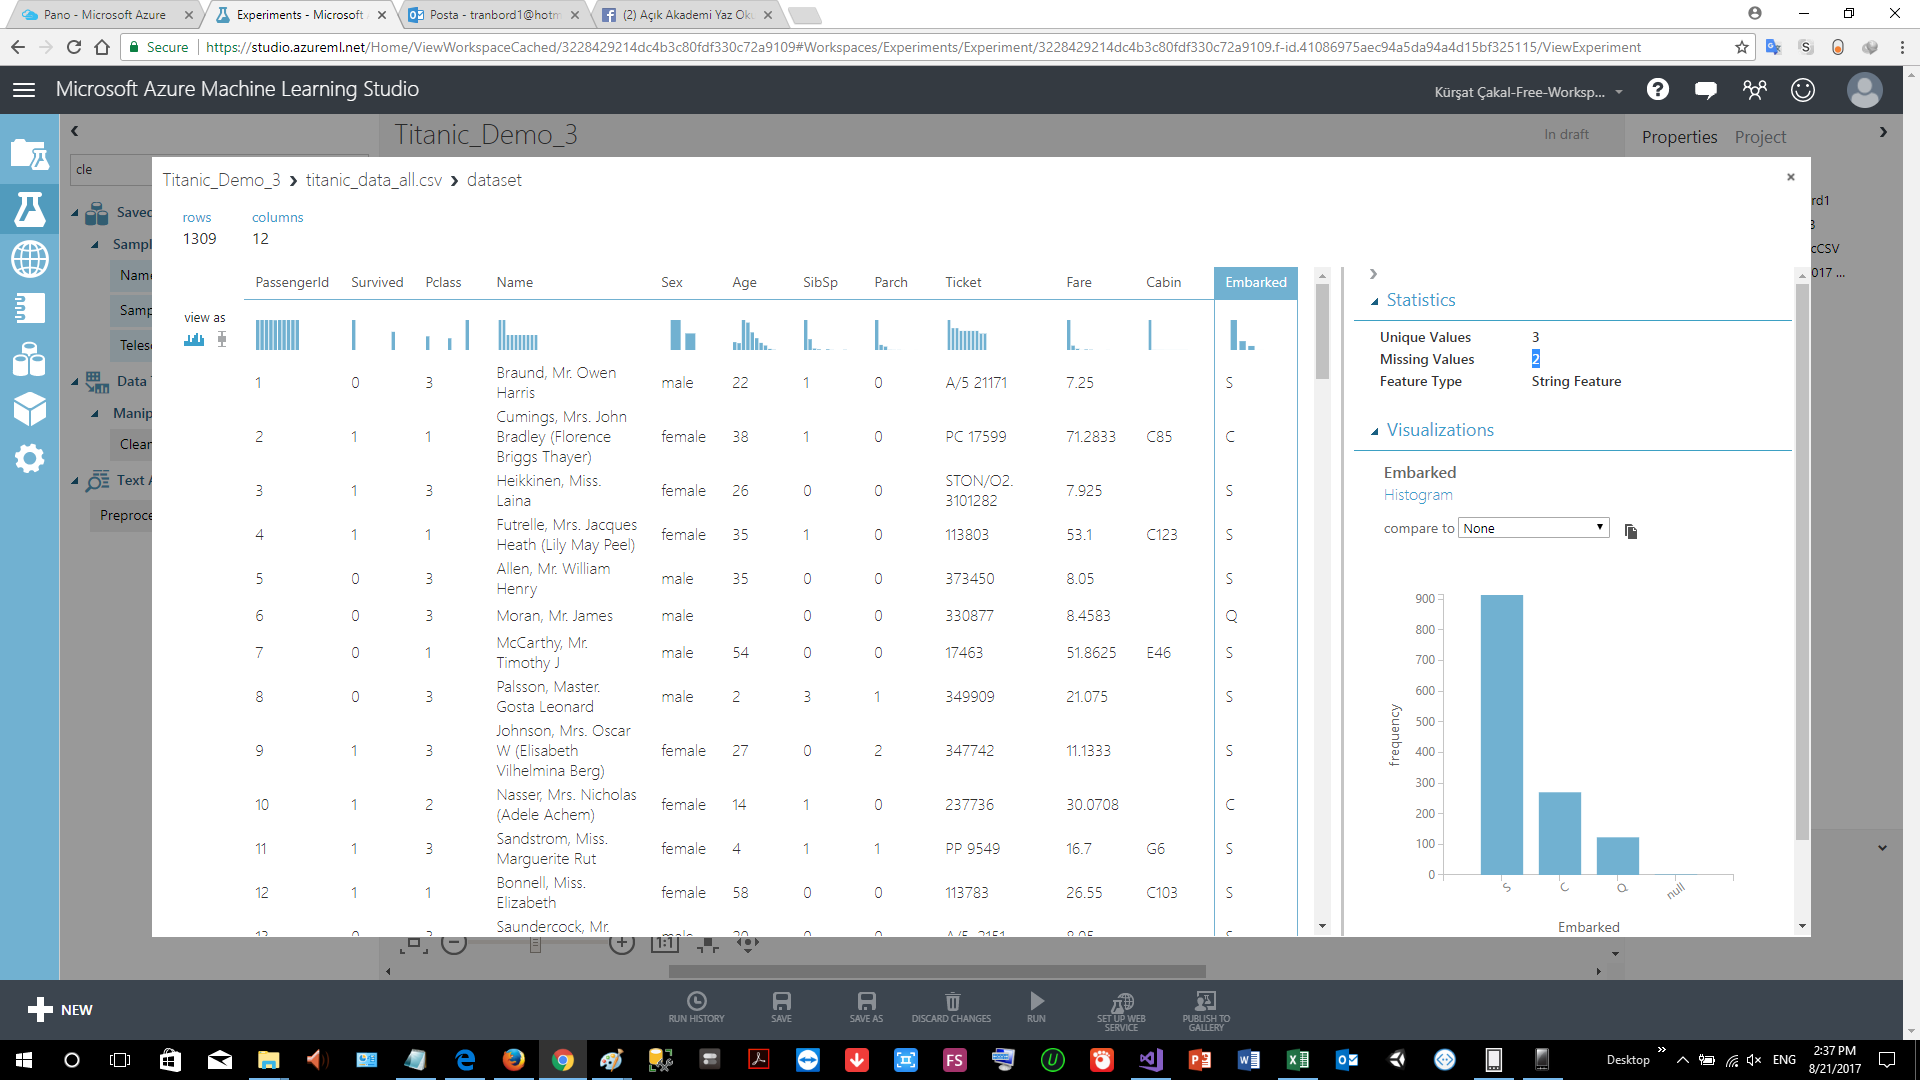 Pano - Microsoft Azure
Experiments - Microsoft
Posta - tranbord1@hotm
(2) Açık Akademi Yaz Oku
Secure
https://studio.azureml.net/Home/ViewWorkspaceCached/3228429214dc4b3c80fdf330c72a9109#Workspaces/Experiments/Experiment/3228429214dc4b3c80fdf330c72a9109.f-id.41086975aec94a5da94a4d15bf325115/ViewExperiment
Microsoft Azure Machine Learning Studio
Kürşat Çakal-Free-Worksp...
Titanic_Demo_3
In draft
Properties Project
cle
Titanic_Demo_3 › titanic_data_all.csv › dataset
rows columns
1309 12
Saved
Sampl
Name
Samp
Telesc
Data T
Manip
Clean
Text A
Preproce
rd1
3
cCSV
017 ...
view as
PassengerId Survived Pclass Name Sex Age SibSp Parch Ticket Fare Cabin Embarked
1 0 3 Braund, Mr. Owen Harris male 22 1 0 A/5 21171 7.25 S
2 1 1 Cumings, Mrs. John Bradley (Florence Briggs Thayer) female 38 1 0 PC 17599 71.2833 C85 C
3 1 3 Heikkinen, Miss. Laina female 26 0 0 STON/O2. 3101282 7.925 S
4 1 1 Futrelle, Mrs. Jacques Heath (Lily May Peel) female 35 1 0 113803 53.1 C123 S
5 0 3 Allen, Mr. William Henry male 35 0 0 373450 8.05 S
6 0 3 Moran, Mr. James male 0 0 330877 8.4583 Q
7 0 1 McCarthy, Mr. Timothy J male 54 0 0 17463 51.8625 E46 S
8 0 3 Palsson, Master. Gosta Leonard male 2 3 1 349909 21.075 S
9 1 3 Johnson, Mrs. Oscar W (Elisabeth Vilhelmina Berg) female 27 0 2 347742 11.1333 S
10 1 2 Nasser, Mrs. Nicholas (Adele Achem) female 14 1 0 237736 30.0708 C
11 1 3 Sandstrom, Miss. Marguerite Rut female 4 1 1 PP 9549 16.7 G6 S
12 1 1 Bonnell, Miss. Elizabeth female 58 0 0 113783 26.55 C103 S
Saundercock, Mr.
Statistics
Unique Values 3
Missing Values 2
Feature Type String Feature
Visualizations
Embarked
Histogram
compare to None
900
800
700
600
500
400
300
200
100
0
frequency
S C Q null
Embarked
1:1
NEW
RUN HISTORY
SAVE
SAVE AS
DISCARD CHANGES
RUN
SET UP WEB SERVICE
PUBLISH TO GALLERY
FS
Desktop
ENG
2:37 PM
8/21/2017